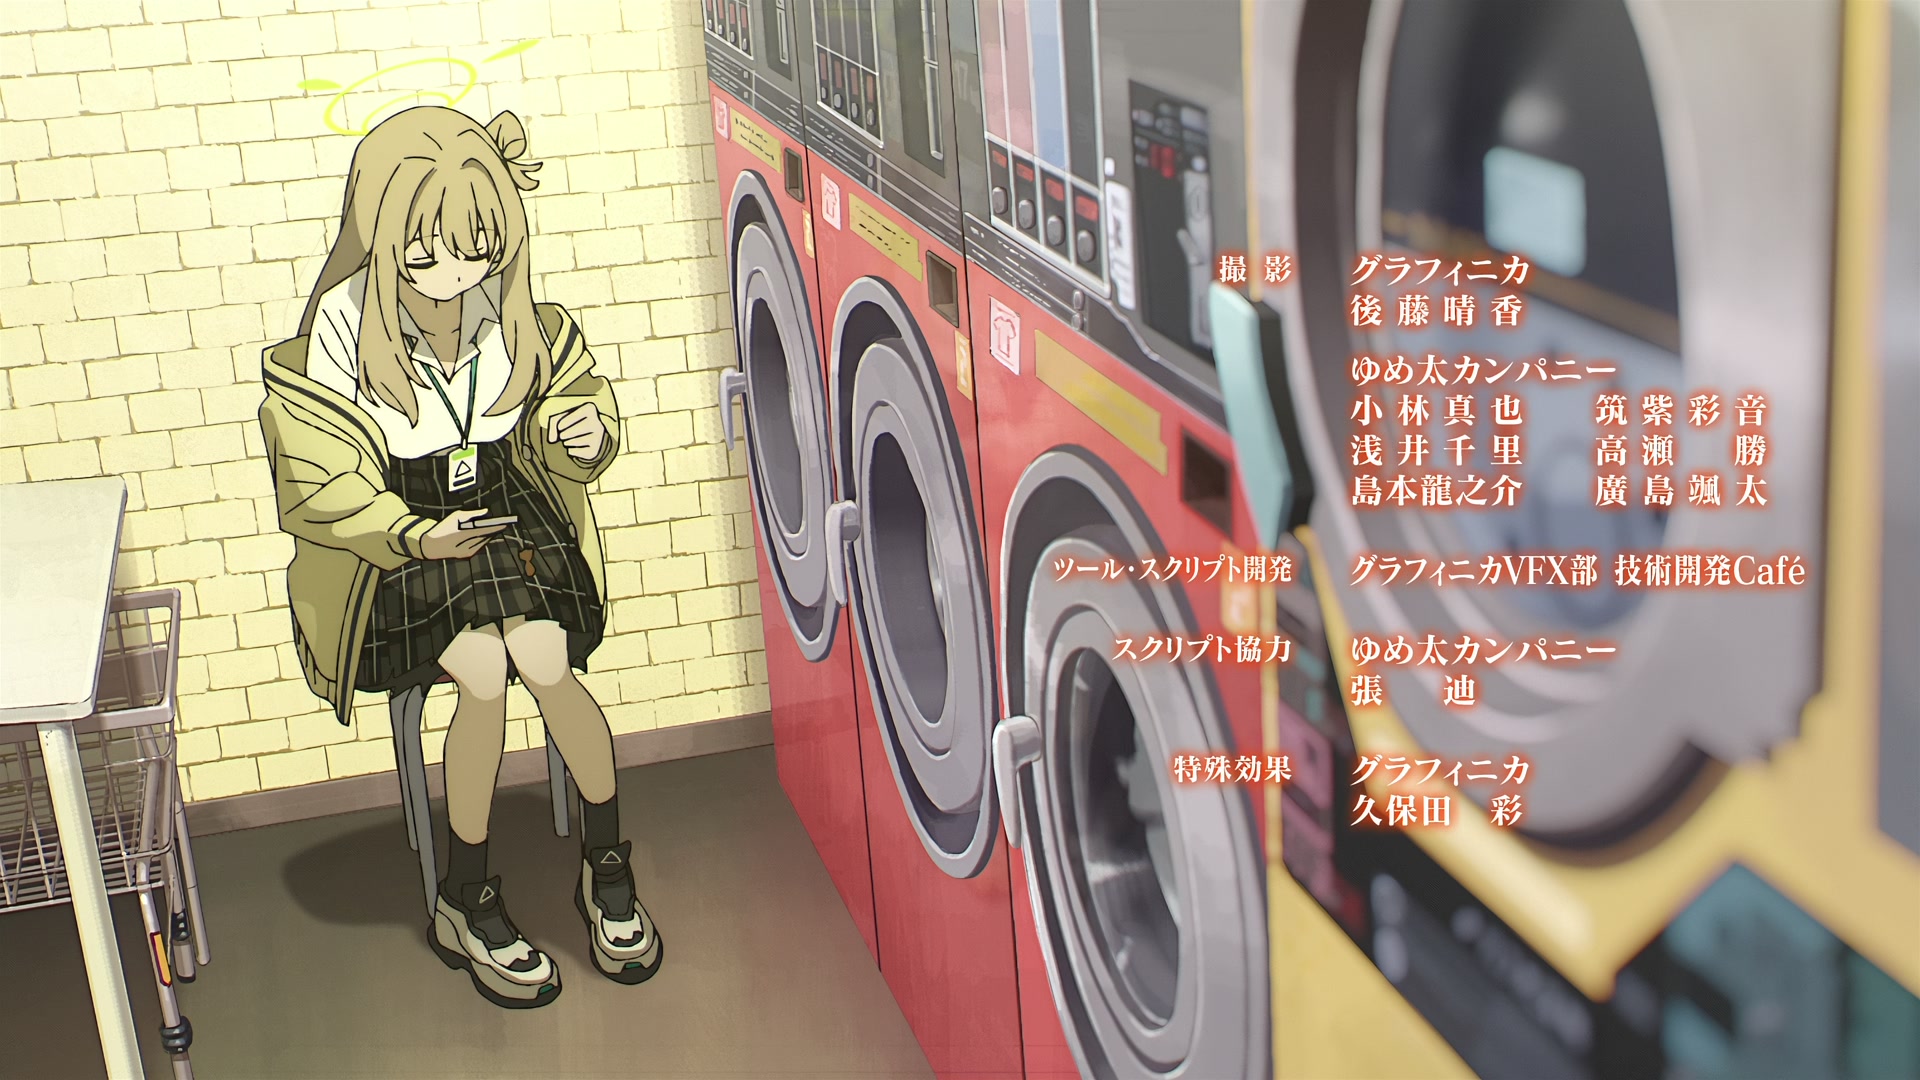 撮影 グラフィニカ
後藤晴香
ゆめ太カンパニー
小林真也 筑紫彩音
浅井千里 高瀬 勝
島本龍之介 廣島颯太
ツール・スクリプト開発 グラフィニカVFX部 技術開発Café
スクリプト協力 ゆめ太カンパニー
張 迪
特殊効果 グラフィニカ
久保田 彩